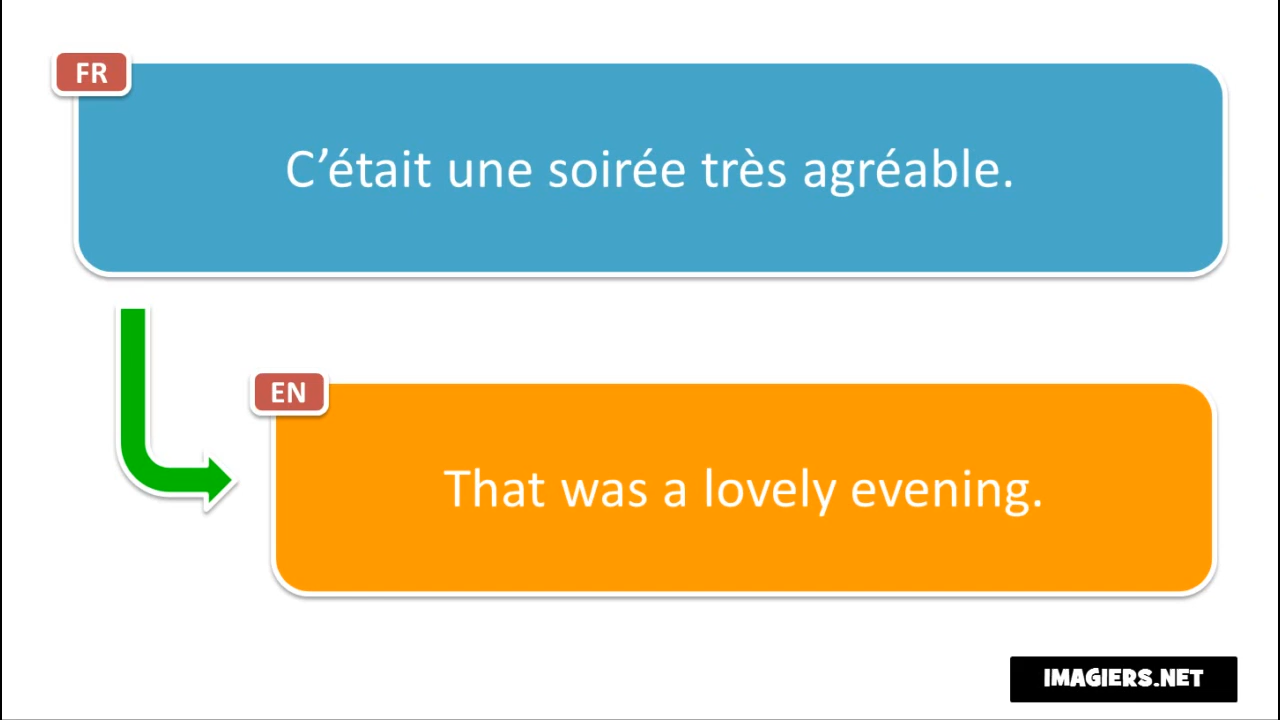 FR
C’était une soirée très agréable.
EN
That was a lovely evening.
IMAGIERS.NET